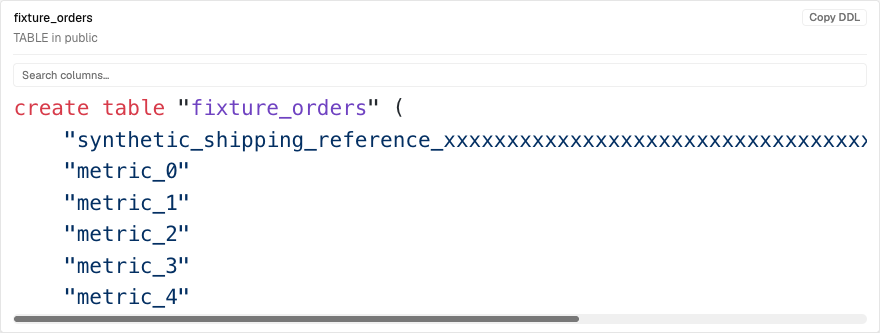 fixture_orders
Copy DDL
TABLE in public
Search columns...
create table "fixture_orders" (
"synthetic_shipping_reference_xxxxxxxxxxxxxxxxxxxxxxxxxxxxxxxxxx
"metric_0"
"metric_1"
"metric_2"
"metric_3"
"metric_4"